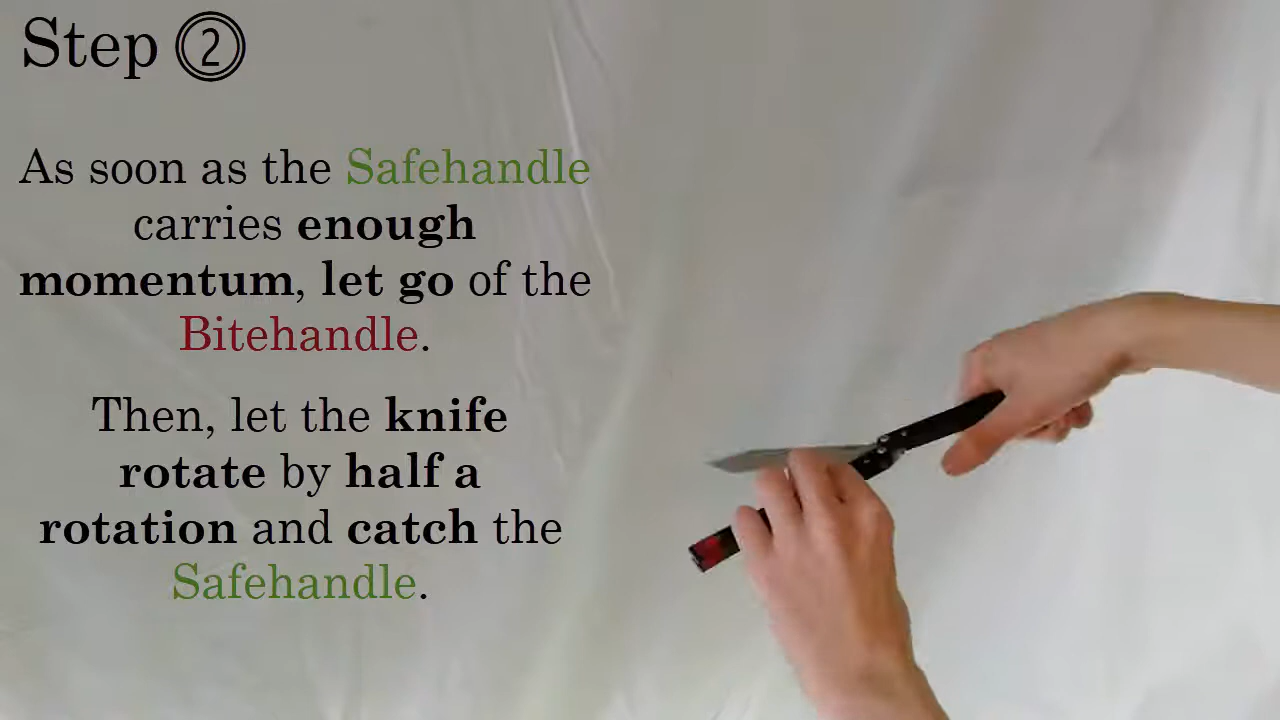 Step ②
As soon as the Safehandle
carries enough
momentum, let go of the
Bitehandle.
Then, let the knife
rotate by half a
rotation and catch the
Safehandle.